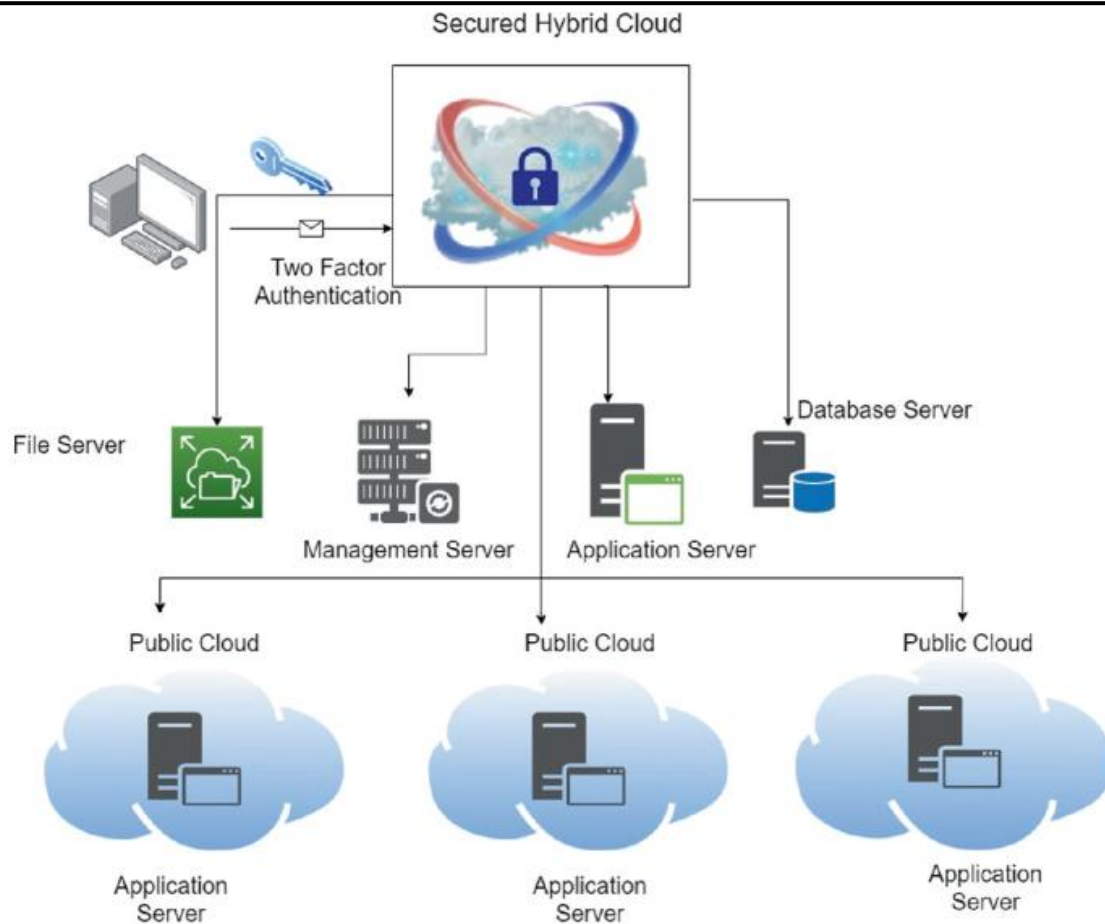 Secured Hybrid Cloud
Two Factor
Authentication
File Server
Database Server
Management Server
Application Server
Public Cloud
Public Cloud
Public Cloud
Application
Server
Application
Server
Application
Server